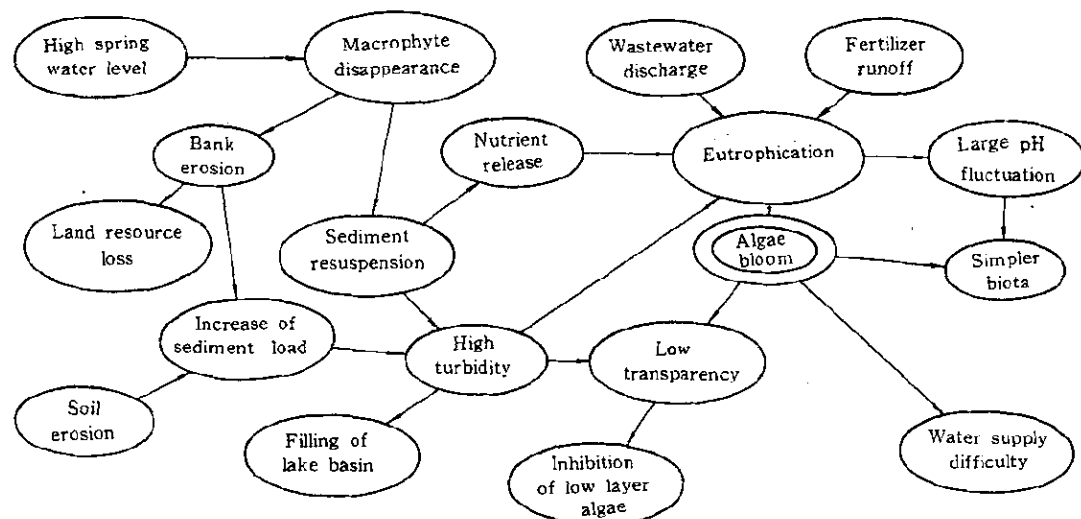 High spring
water level
Macrophyte
disappearance
Wastewater
discharge
Fertilizer
runoff
Bank
erosion
Nutrient
release
Eutrophication
Large pH
fluctuation
Land resource
loss
Sediment
resuspension
Algae
bloom
Simpler
biota
Increase of
sediment load
High
turbidity
Low
transparency
Soil
erosion
Filling of
lake basin
Inhibition
of low layer
algae
Water supply
difficulty